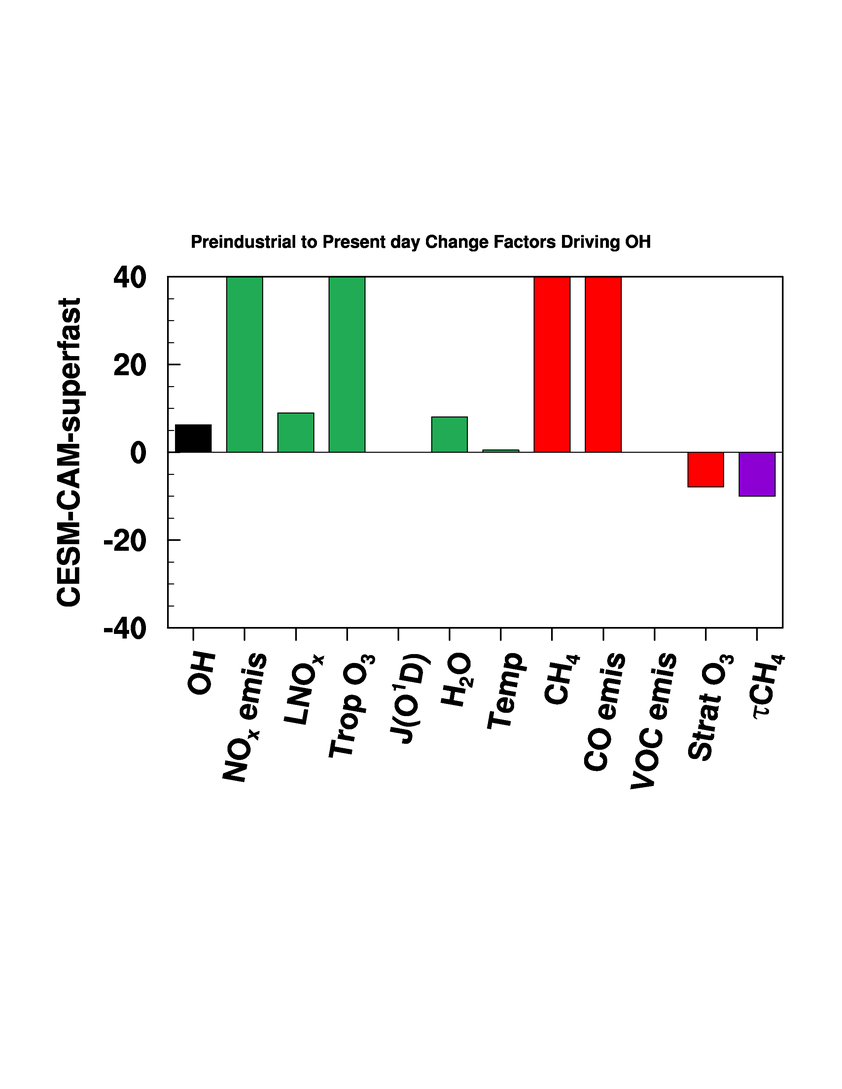 Preindustrial to Present day Change Factors Driving OH
CESM-CAM-superfast
40
20
0
-20
-40
OH
NOₓ emis
LNOₓ
Trop O₃
J(O¹D)
H₂O
Temp
CH₄
CO emis
VOC emis
Strat O₃
τCH₄